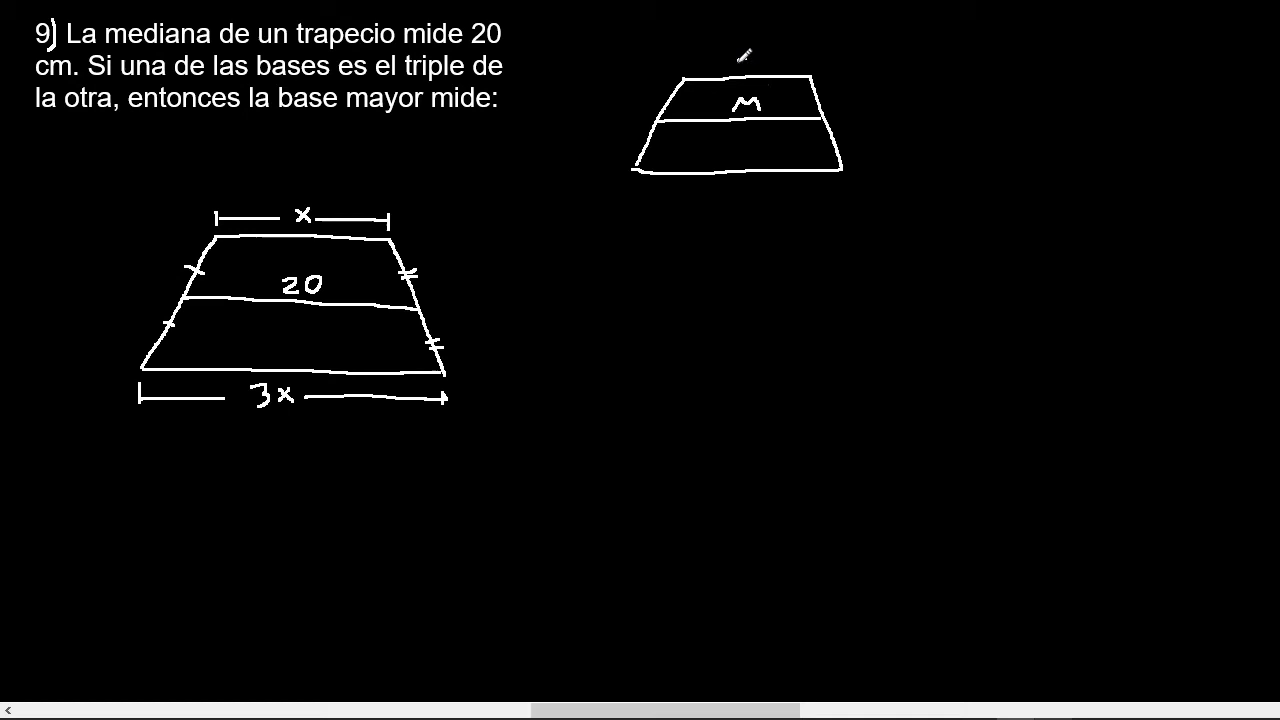 9) La mediana de un trapecio mide 20
cm. Si una de las bases es el triple de
la otra, entonces la base mayor mide:
M
x
20
3x